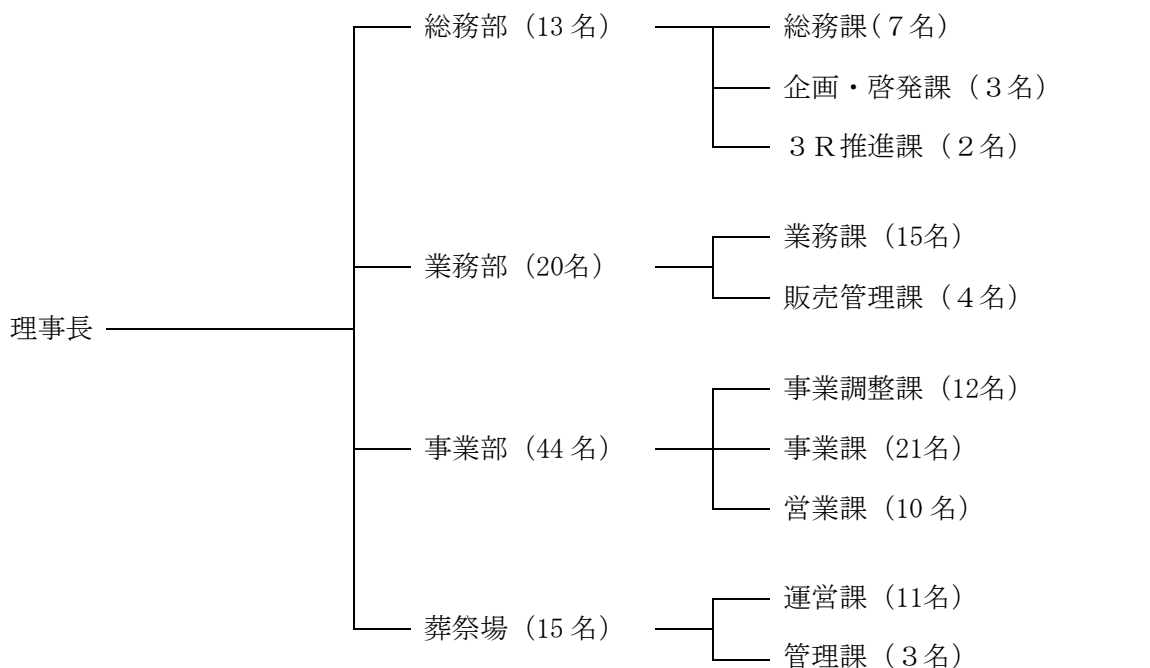 総務部（13 名）
総務課(７名）
企画・啓発課（３名）
３Ｒ推進課（２名）
業務部（20名）
業務課（15名）
販売管理課（４名）
理事長
事業部（44 名）
事業調整課（12名）
事業課（21名）
営業課（10 名）
葬祭場（15 名）
運営課（11名）
管理課（３名）